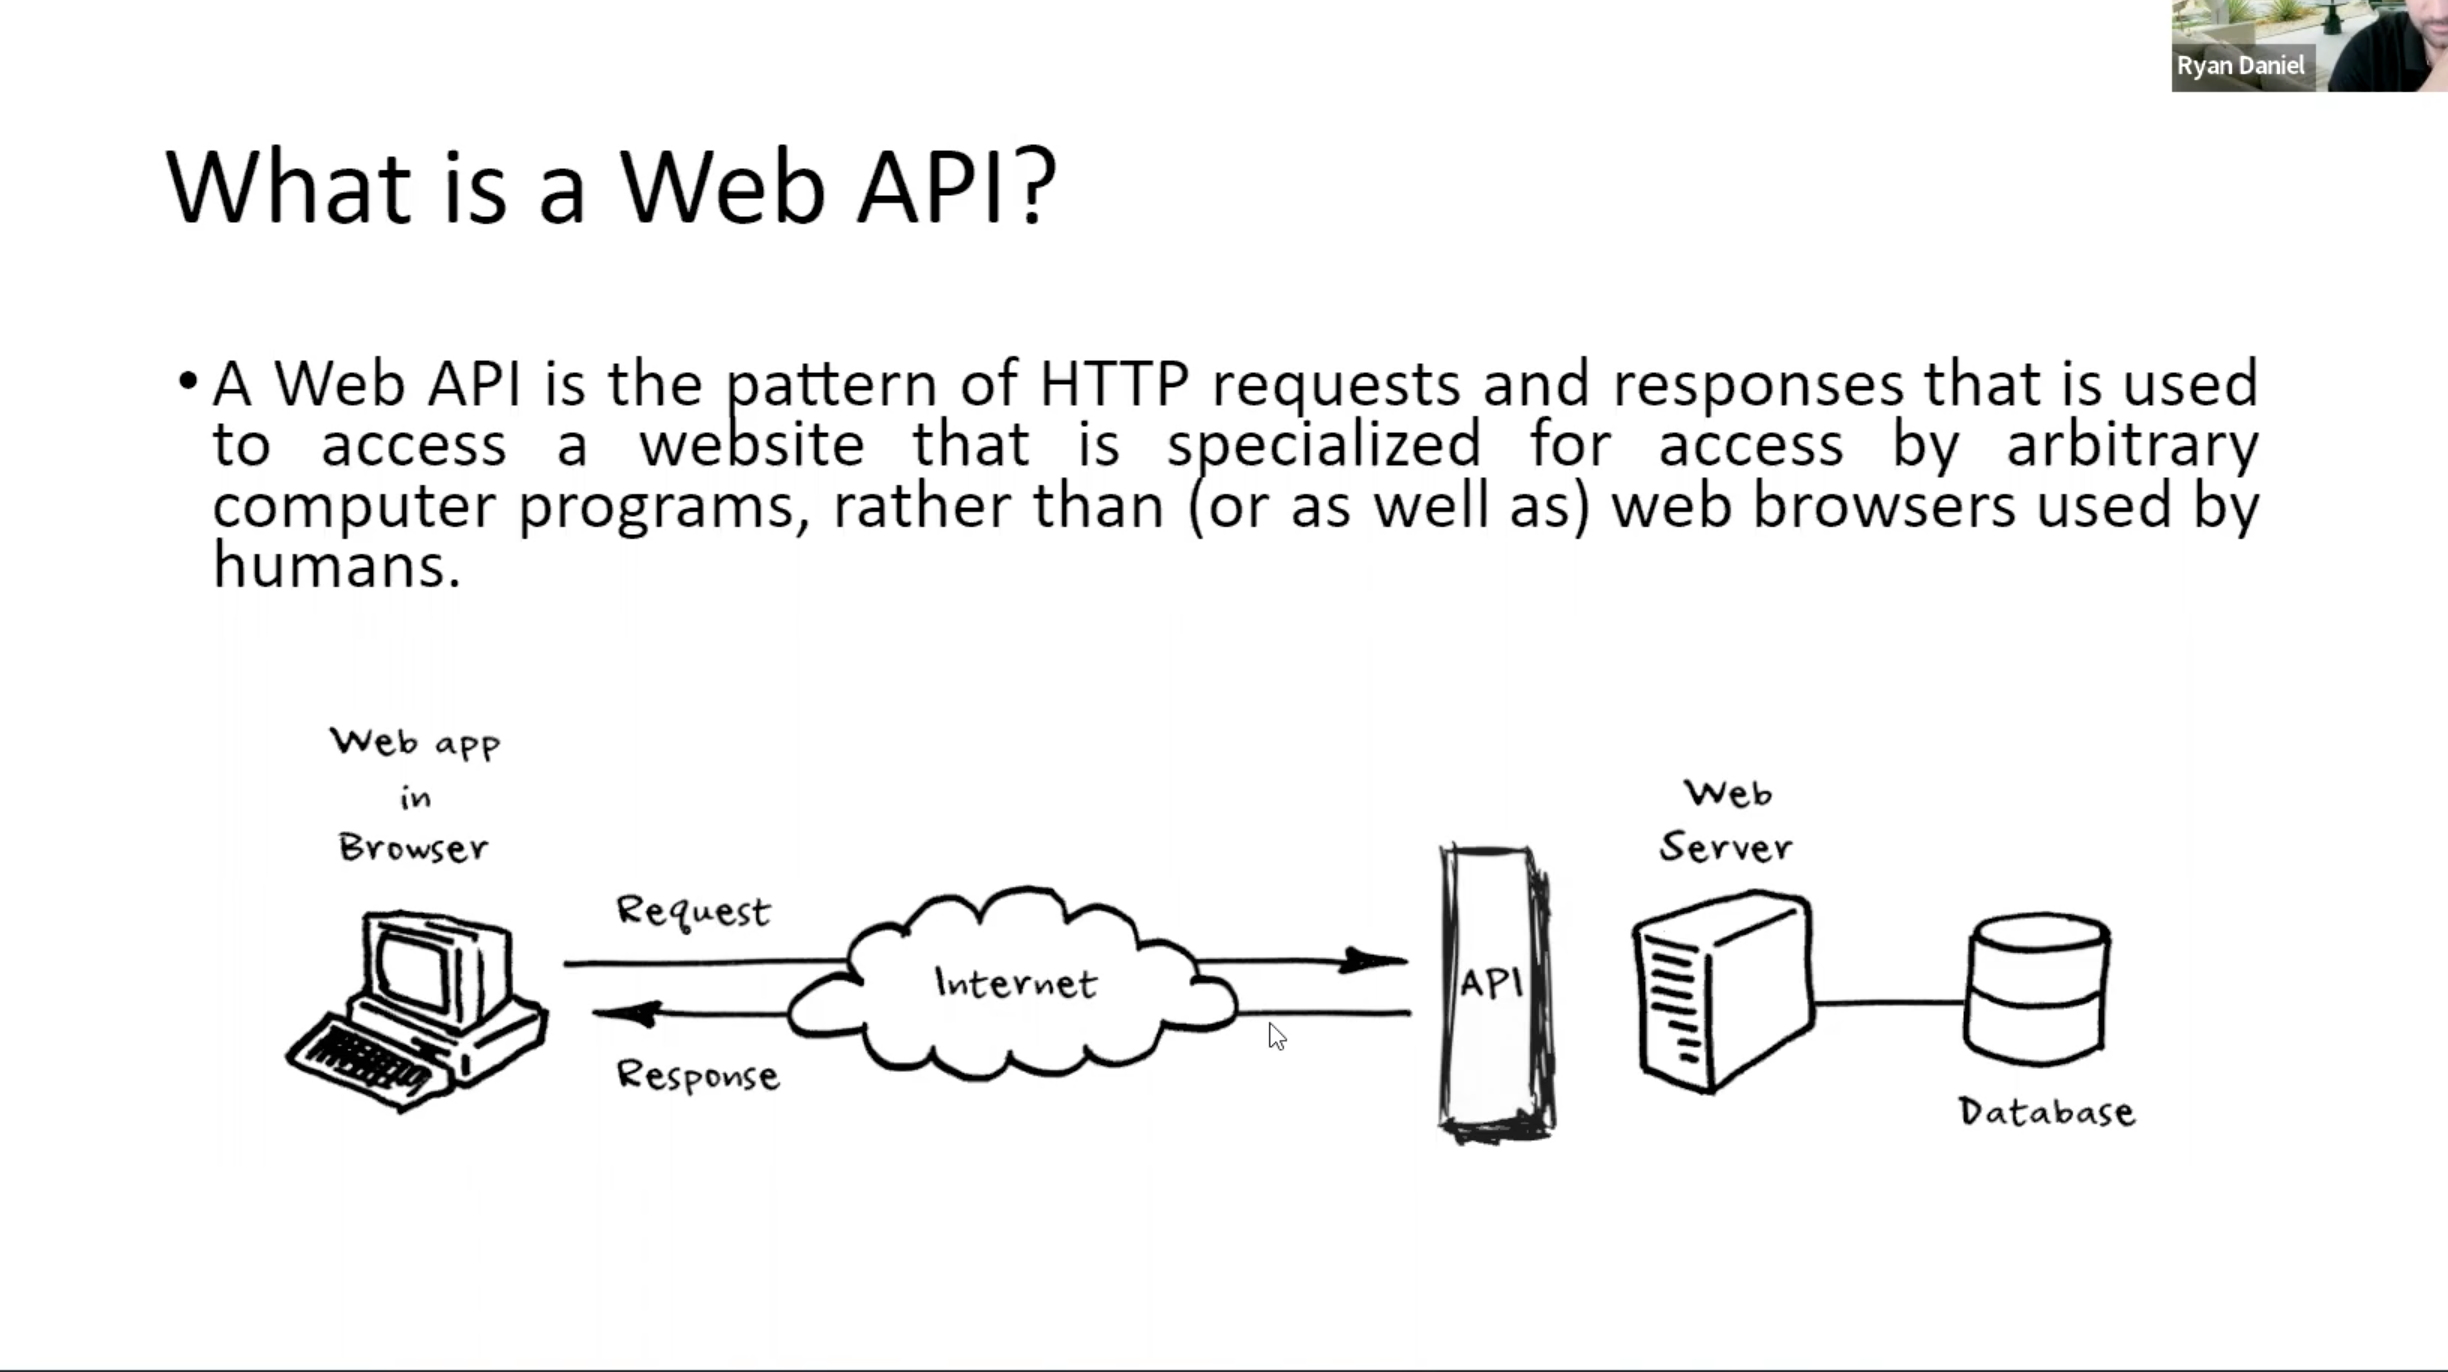 Ryan Daniel
What is a Web API?
• A Web API is the pattern of HTTP requests and responses that is used
to access a website that is specialized for access by arbitrary
computer programs, rather than (or as well as) web browsers used by
humans.
Web app
in
Browser
Request
Internet
Response
API
Web
Server
Database